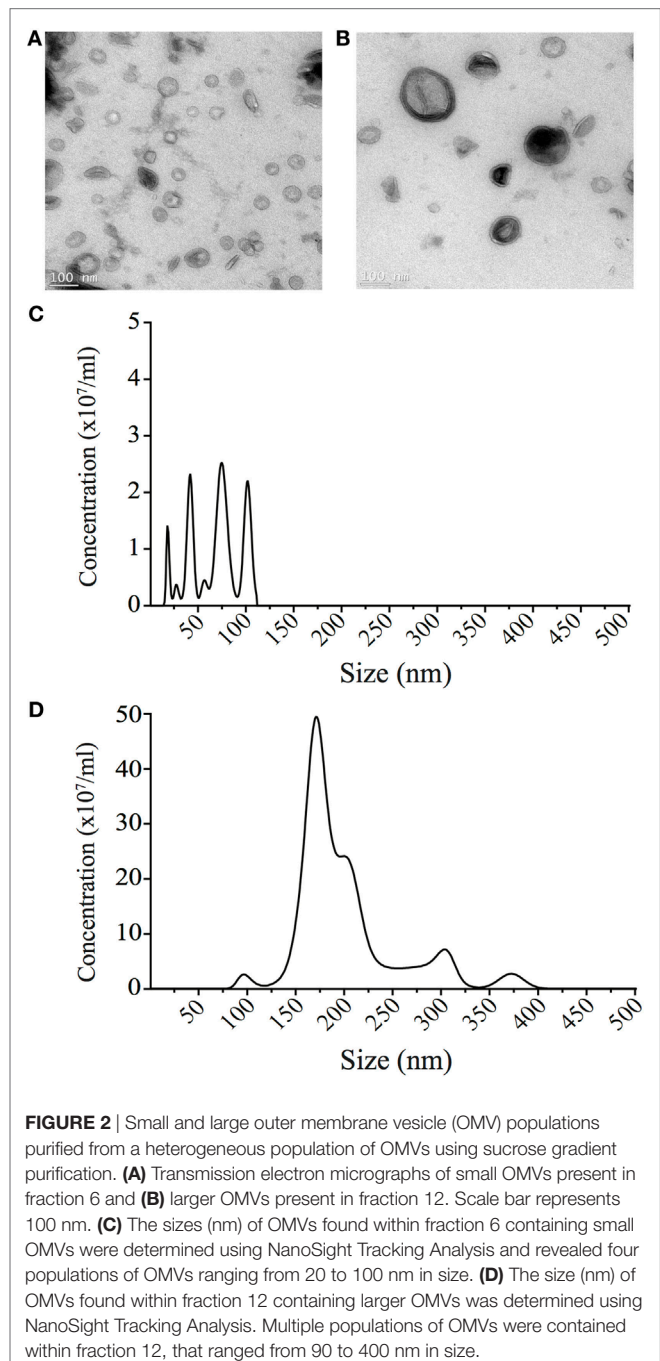 A
B
100 nm
100 nm
C
5
4
3
2
1
0
Concentration (x10⁷/ml)
50
100
150
200
250
300
350
400
450
500
Size (nm)
D
50
40
30
20
10
0
Concentration (x10⁷/ml)
50
100
150
200
250
300
350
400
450
500
Size (nm)
FIGURE 2 | Small and large outer membrane vesicle (OMV) populations
purified from a heterogeneous population of OMVs using sucrose gradient
purification. (A) Transmission electron micrographs of small OMVs present in
fraction 6 and (B) larger OMVs present in fraction 12. Scale bar represents
100 nm. (C) The sizes (nm) of OMVs found within fraction 6 containing small
OMVs were determined using NanoSight Tracking Analysis and revealed four
populations of OMVs ranging from 20 to 100 nm in size. (D) The size (nm) of
OMVs found within fraction 12 containing larger OMVs was determined using
NanoSight Tracking Analysis. Multiple populations of OMVs were contained
within fraction 12, that ranged from 90 to 400 nm in size.